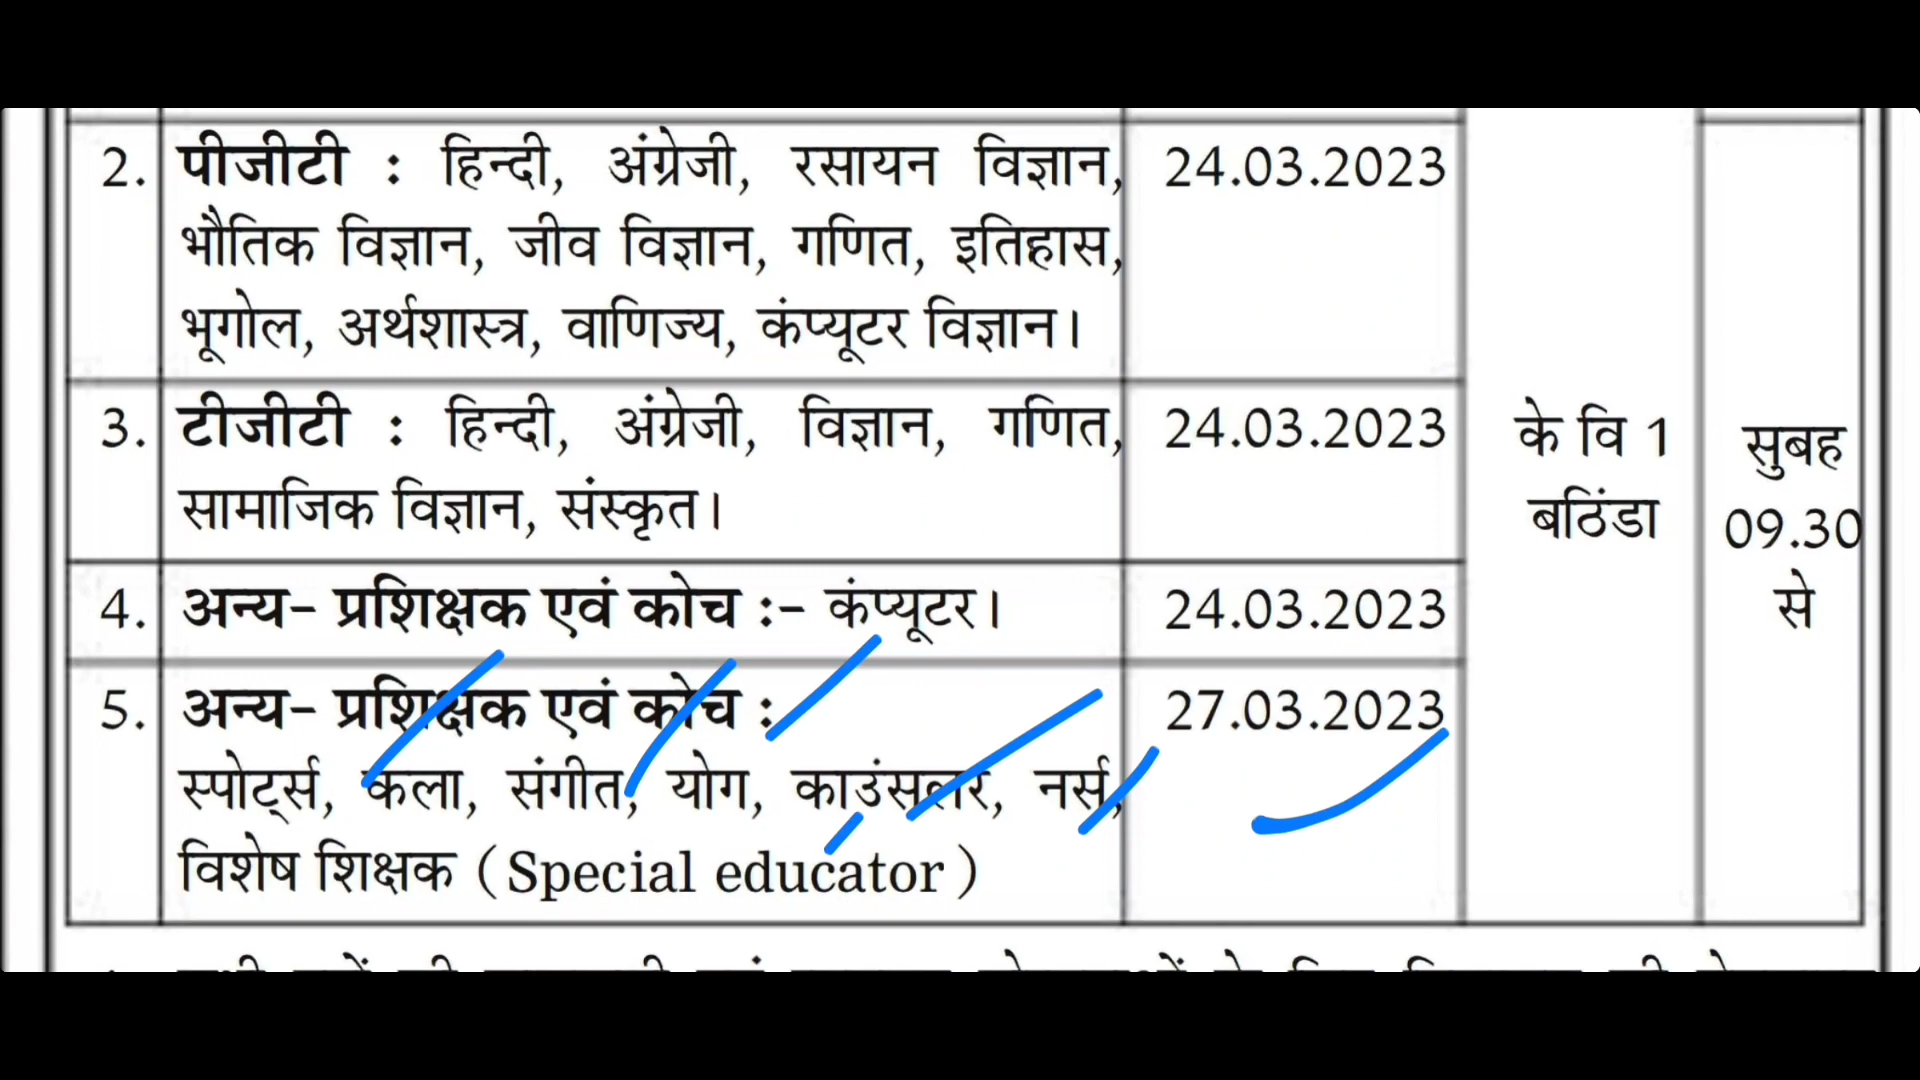 2. पीजीटी : हिन्दी, अंग्रेजी, रसायन विज्ञान, 24.03.2023
भौतिक विज्ञान, जीव विज्ञान, गणित, इतिहास,
भूगोल, अर्थशास्त्र, वाणिज्य, कंप्यूटर विज्ञान।
3. टीजीटी : हिन्दी, अंग्रेजी, विज्ञान, गणित, 24.03.2023
सामाजिक विज्ञान, संस्कृत।
4. अन्य- प्रशिक्षक एवं कोच :- कंप्यूटर। 24.03.2023
5. अन्य- प्रशिक्षक एवं कोच : 27.03.2023
स्पोर्ट्स, कला, संगीत, योग, काउंसलर, नर्स,
विशेष शिक्षक (Special educator)
के वि 1
बठिंडा
सुबह
09.30
से